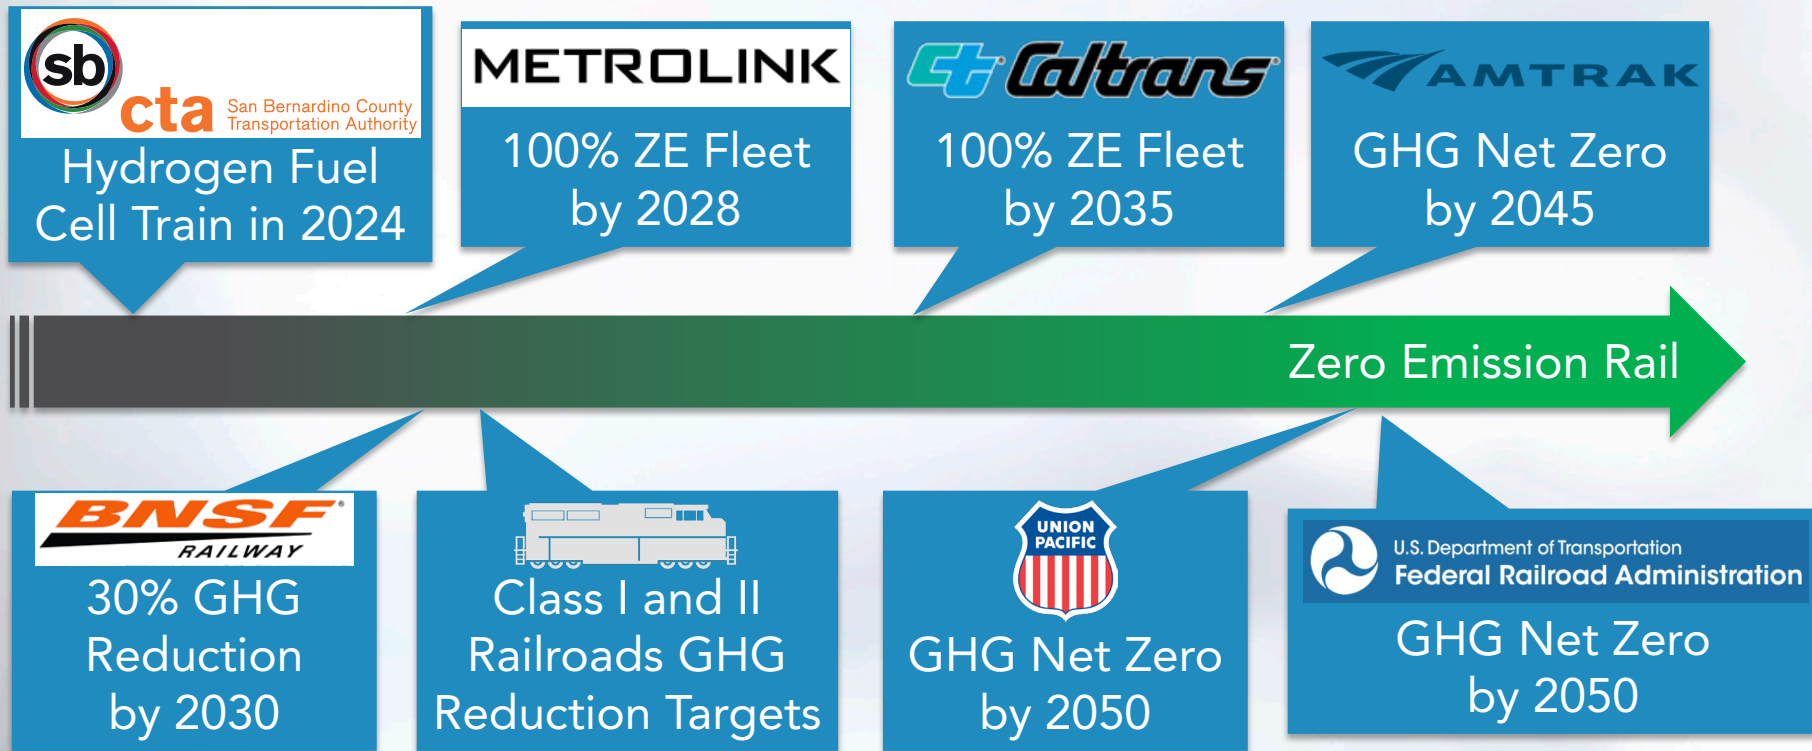 sb
cta San Bernardino County
Transportation Authority
Hydrogen Fuel
Cell Train in 2024
METROLINK
100% ZE Fleet
by 2028
Ct Caltrans
100% ZE Fleet
by 2035
AMTRAK
GHG Net Zero
by 2045
Zero Emission Rail
BNSF®
RAILWAY
30% GHG
Reduction
by 2030
Class I and II
Railroads GHG
Reduction Targets
UNION
PACIFIC
GHG Net Zero
by 2050
U.S. Department of Transportation
Federal Railroad Administration
GHG Net Zero
by 2050